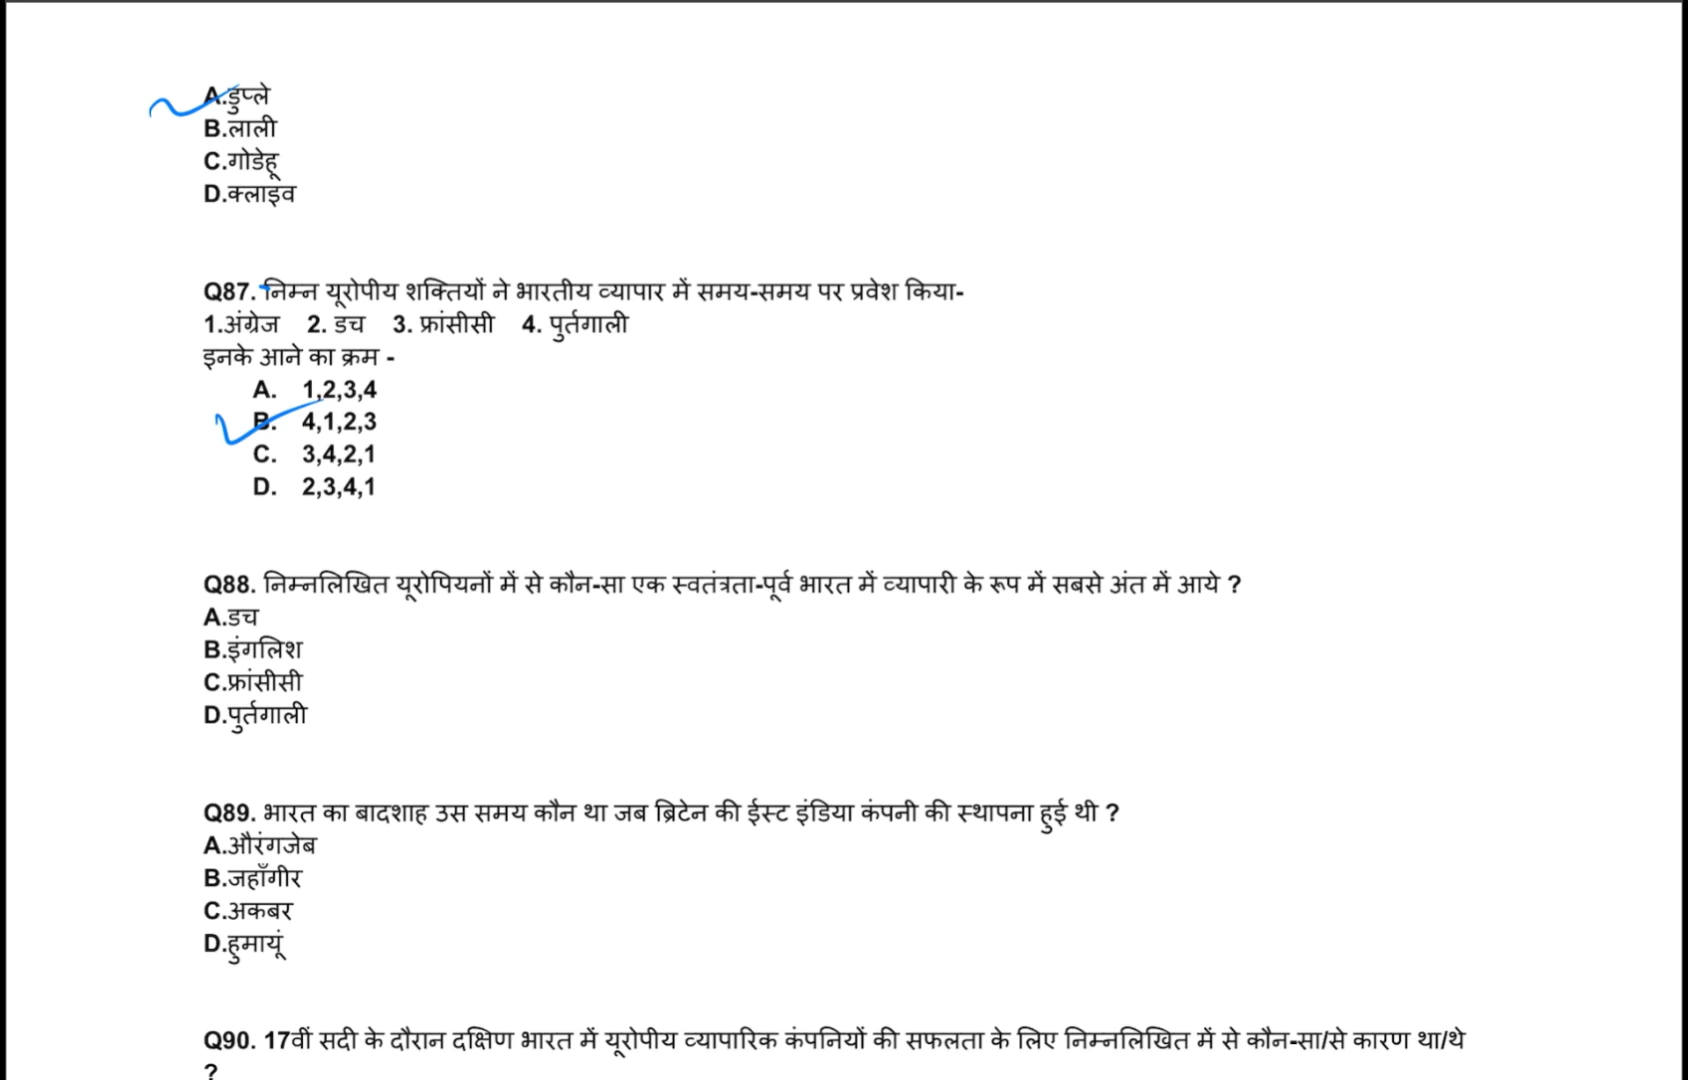 A.डुप्ले
B.लाली
C.गोडेहू
D.क्लाइव
Q87. निम्न यूरोपीय शक्तियों ने भारतीय व्यापार में समय-समय पर प्रवेश किया-
1.अंग्रेज 2. डच 3. फ्रांसीसी 4. पुर्तगाली
इनके आने का क्रम -
A. 1,2,3,4
B. 4,1,2,3
C. 3,4,2,1
D. 2,3,4,1
Q88. निम्नलिखित यूरोपियनों में से कौन-सा एक स्वतंत्रता-पूर्व भारत में व्यापारी के रूप में सबसे अंत में आये ?
A.डच
B.इंगलिश
C.फ्रांसीसी
D.पुर्तगाली
Q89. भारत का बादशाह उस समय कौन था जब ब्रिटेन की ईस्ट इंडिया कंपनी की स्थापना हुई थी ?
A.औरंगजेब
B.जहाँगीर
C.अकबर
D.हुमायूं
Q90. 17वीं सदी के दौरान दक्षिण भारत में यूरोपीय व्यापारिक कंपनियों की सफलता के लिए निम्नलिखित में से कौन-सा/से कारण था/थे
?